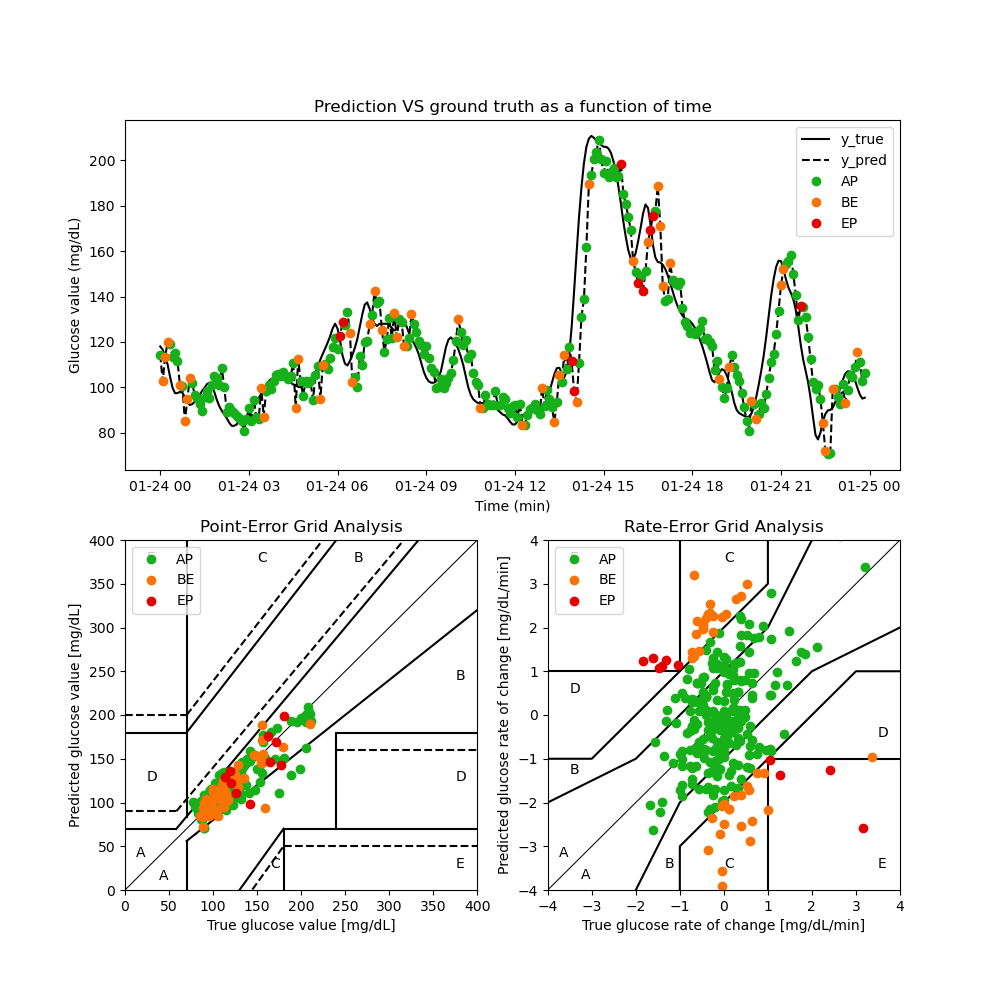 Prediction VS ground truth as a function of time
Glucose value (mg/dL)
200
180
160
140
120
100
80
y_true
y_pred
AP
BE
EP
01-24 00 01-24 03 01-24 06 01-24 09 01-24 12 01-24 15 01-24 18 01-24 21 01-25 00
Time (min)
Point-Error Grid Analysis
Predicted glucose value [mg/dL]
400
350
300
250
200
150
100
50
0
AP
BE
EP
C B
B
D D
A
A C E
0 50 100 150 200 250 300 350 400
True glucose value [mg/dL]
Rate-Error Grid Analysis
Predicted glucose rate of change [mg/dL/min]
4
3
2
1
0
−1
−2
−3
−4
AP
BE
EP
C
D
D
B
A
A B C E
−4 −3 −2 −1 0 1 2 3 4
True glucose rate of change [mg/dL/min]